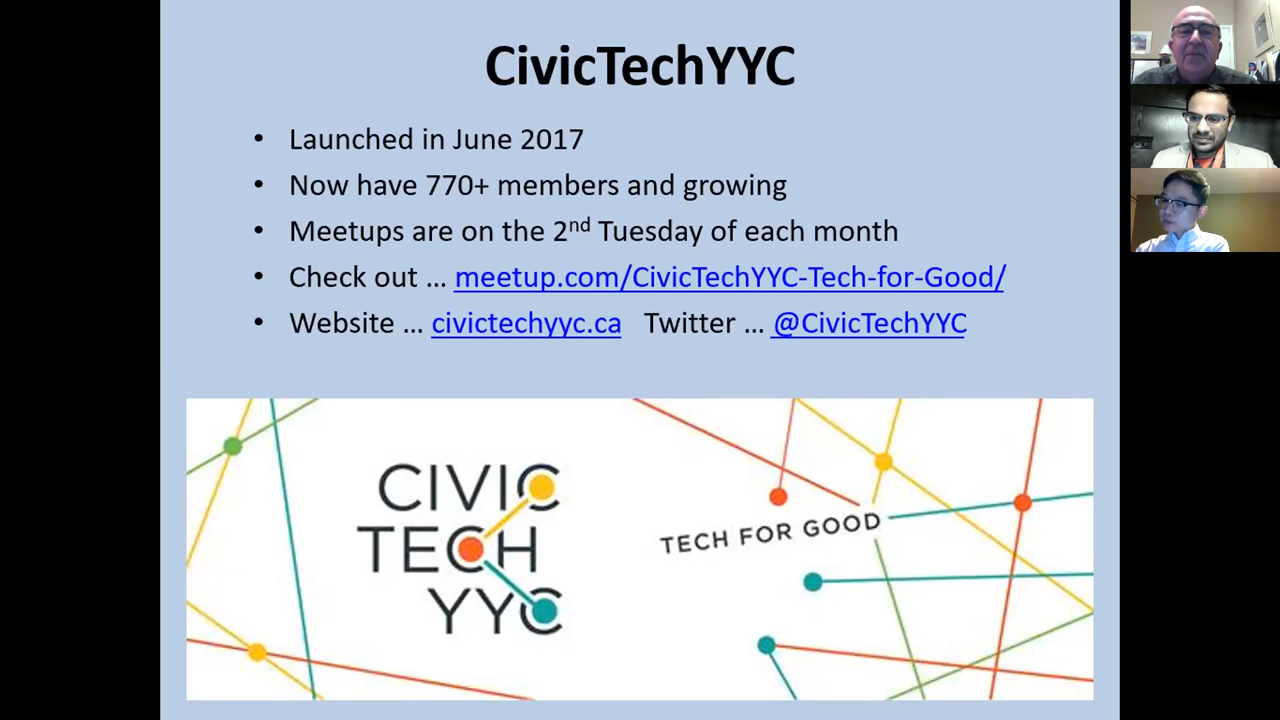 CivicTechYYC
• Launched in June 2017
• Now have 770+ members and growing
• Meetups are on the 2nd Tuesday of each month
• Check out … meetup.com/CivicTechYYC-Tech-for-Good/
• Website … civictechyyc.ca Twitter … @CivicTechYYC
CIVIC
TECH
YYC
TECH FOR GOOD